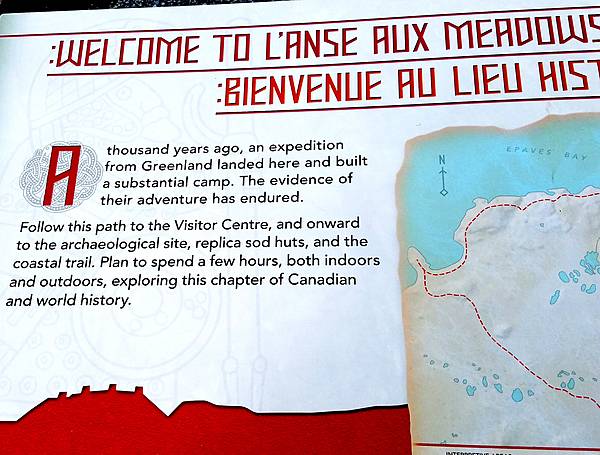 :WELCOME TO L'ANSE AUX MEADOWS
:BIENVENUE AU LIEU HIST
A thousand years ago, an expedition
from Greenland landed here and built
a substantial camp. The evidence of
their adventure has endured.
Follow this path to the Visitor Centre, and onward
to the archaeological site, replica sod huts, and the
coastal trail. Plan to spend a few hours, both indoors
and outdoors, exploring this chapter of Canadian
and world history.
N
EPAVES BAY